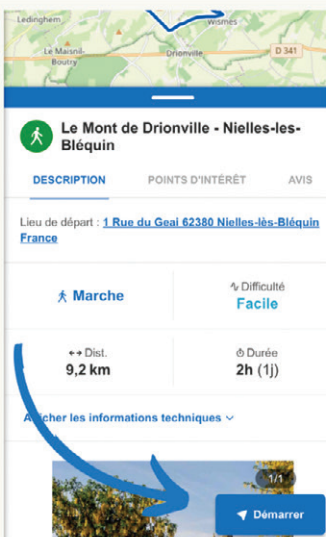 Ledinghem
Wismes
Le Maisnil-
Boutry
Drionville
D 341
Le Mont de Drionville - Nielles-les-
Bléquin
DESCRIPTION POINTS D'INTÉRÊT AVIS
Lieu de départ : 1 Rue du Geai 62380 Nielles-lès-Bléquin
France
Marche
Difficulté
Facile
Dist.
9,2 km
Durée
2h (1j)
Afficher les informations techniques
1/1
Démarrer